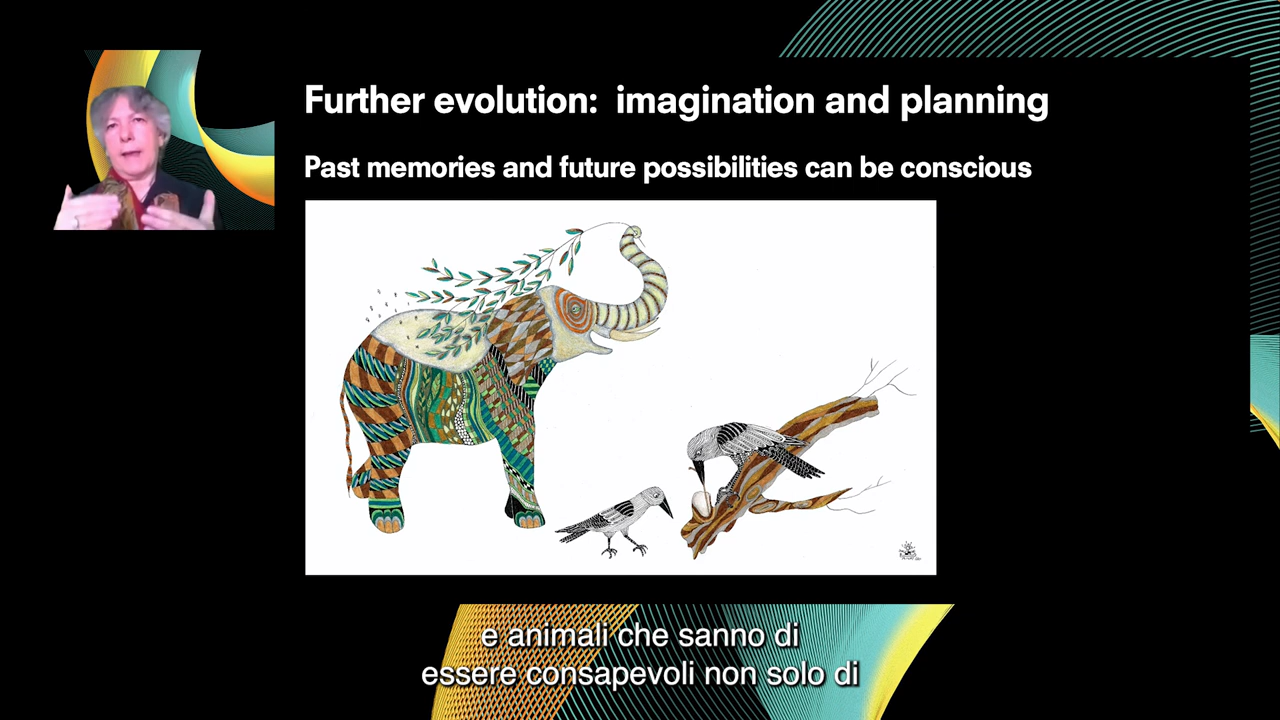 Further evolution:  imagination and planning
Past memories and future possibilities can be conscious
e animali che sanno di
essere consapevoli non solo di